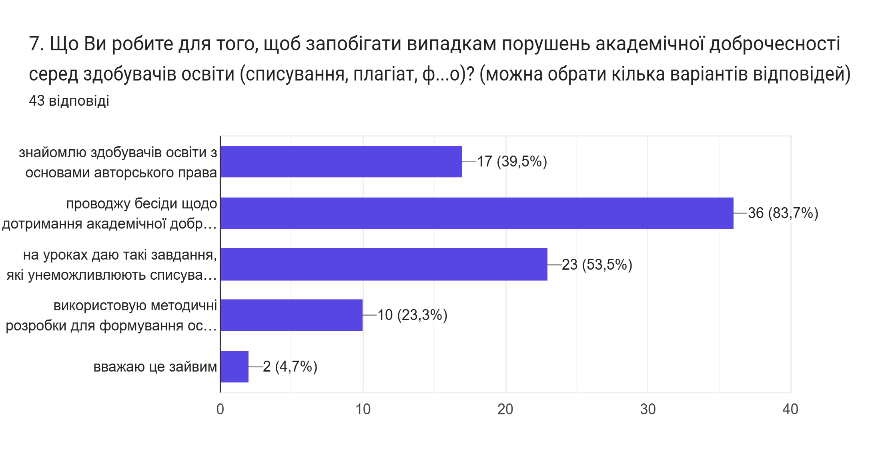 7. Що Ви робите для того, щоб запобігати випадкам порушень академічної доброчесності
серед здобувачів освіти (списування, плагіат, ф...о)? (можна обрати кілька варіантів відповідей)
43 відповіді
знайомлю здобувачів освіти з
основами авторського права
17 (39,5%)
проводжу бесіди щодо
дотримання академічної добр…
36 (83,7%)
на уроках даю такі завдання,
які унеможливлюють списува…
23 (53,5%)
використовую методичні
розробки для формування ос…
10 (23,3%)
вважаю це зайвим
2 (4,7%)
0 10 20 30 40